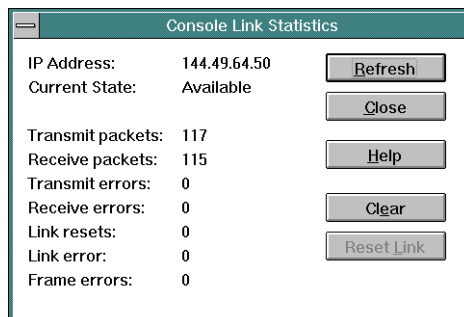 Console Link Statistics
IP Address: 144.49.64.50
Current State: Available
Transmit packets: 117
Receive packets: 115
Transmit errors: 0
Receive errors: 0
Link resets: 0
Link error: 0
Frame errors: 0
Refresh
Close
Help
Clear
Reset Link